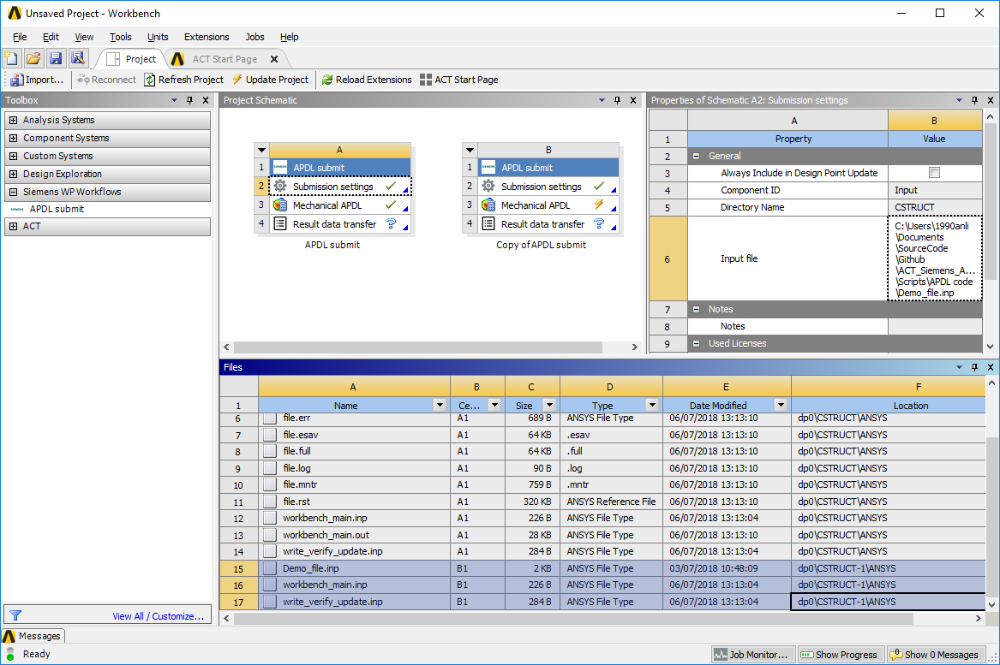 Unsaved Project - Workbench
File Edit View Tools Units Extensions Jobs Help
Project ACT Start Page
Import... Reconnect Refresh Project Update Project Reload Extensions ACT Start Page
Toolbox
Analysis Systems
Component Systems
Custom Systems
Design Exploration
Siemens WP Workflows
SIEMENS APDL submit
ACT
View All / Customize...
Project Schematic
A
1 SIEMENS APDL submit
2 Submission settings
3 Mechanical APDL
4 Result data transfer
APDL submit
B
1 SIEMENS APDL submit
2 Submission settings
3 Mechanical APDL
4 Result data transfer
Copy of APDL submit
Properties of Schematic A2: Submission settings
A B
1 Property Value
2 General
3 Always Include in Design Point Update
4 Component ID Input
5 Directory Name CSTRUCT
6 Input file C:\Users\1990anli
\Documents
\SourceCode
\Github
\ACT_Siemens_A...
\Scripts\APDL code
\Demo_file.inp
7 Notes
8 Notes
9 Used Licenses
Files
A B C D E F
1 Name Ce... Size Type Date Modified Location
6 file.err A1 689 B ANSYS File Type 06/07/2018 13:13:10 dp0\CSTRUCT\ANSYS
7 file.esav A1 64 KB .esav 06/07/2018 13:13:10 dp0\CSTRUCT\ANSYS
8 file.full A1 64 KB .full 06/07/2018 13:13:10 dp0\CSTRUCT\ANSYS
9 file.log A1 90 B .log 06/07/2018 13:13:10 dp0\CSTRUCT\ANSYS
10 file.mntr A1 759 B .mntr 06/07/2018 13:13:10 dp0\CSTRUCT\ANSYS
11 file.rst A1 320 KB ANSYS Reference File 06/07/2018 13:13:10 dp0\CSTRUCT\ANSYS
12 workbench_main.inp A1 226 B ANSYS File Type 06/07/2018 13:13:04 dp0\CSTRUCT\ANSYS
13 workbench_main.out A1 28 KB ANSYS File Type 06/07/2018 13:13:10 dp0\CSTRUCT\ANSYS
14 write_verify_update.inp A1 284 B ANSYS File Type 06/07/2018 13:13:04 dp0\CSTRUCT\ANSYS
15 Demo_file.inp B1 2 KB ANSYS File Type 03/07/2018 10:48:09 dp0\CSTRUCT-1\ANSYS
16 workbench_main.inp B1 226 B ANSYS File Type 06/07/2018 13:13:04 dp0\CSTRUCT-1\ANSYS
17 write_verify_update.inp B1 284 B ANSYS File Type 06/07/2018 13:13:04 dp0\CSTRUCT-1\ANSYS
Messages
Ready Job Monitor... Show Progress Show 0 Messages